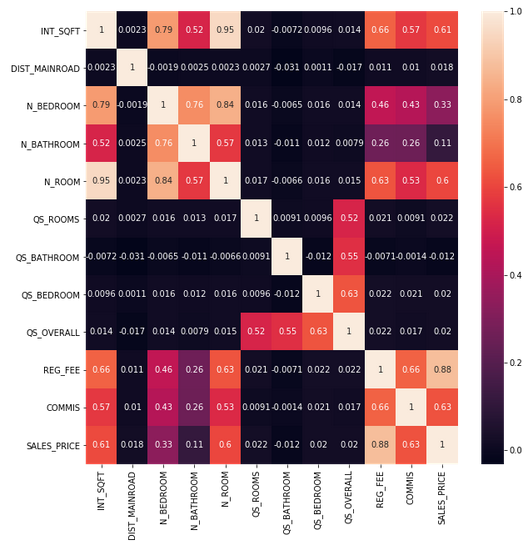 INT_SQFT 1 0.0023 0.79 0.52 0.95 0.02 -0.0072 0.0096 0.014 0.66 0.57 0.61
DIST_MAINROAD 0.0023 1 -0.0019 0.0025 0.0023 0.0027 -0.031 0.0011 -0.017 0.011 0.01 0.018
N_BEDROOM 0.79 -0.0019 1 0.76 0.84 0.016 -0.0065 0.016 0.014 0.46 0.43 0.33
N_BATHROOM 0.52 0.0025 0.76 1 0.57 0.013 -0.011 0.012 0.0079 0.26 0.26 0.11
N_ROOM 0.95 0.0023 0.84 0.57 1 0.017 -0.0066 0.016 0.015 0.63 0.53 0.6
QS_ROOMS 0.02 0.0027 0.016 0.013 0.017 1 0.0091 0.0096 0.52 0.021 0.0091 0.022
QS_BATHROOM -0.0072 -0.031 -0.0065 -0.011 -0.0066 0.0091 1 -0.012 0.55 -0.0071 -0.0014 -0.012
QS_BEDROOM 0.0096 0.0011 0.016 0.012 0.016 0.0096 -0.012 1 0.63 0.022 0.021 0.02
QS_OVERALL 0.014 -0.017 0.014 0.0079 0.015 0.52 0.55 0.63 1 0.022 0.017 0.02
REG_FEE 0.66 0.011 0.46 0.26 0.63 0.021 -0.0071 0.022 0.022 1 0.66 0.88
COMMIS 0.57 0.01 0.43 0.26 0.53 0.0091 -0.0014 0.021 0.017 0.66 1 0.63
SALES_PRICE 0.61 0.018 0.33 0.11 0.6 0.022 -0.012 0.02 0.02 0.88 0.63 1
INT_SQFT
DIST_MAINROAD
N_BEDROOM
N_BATHROOM
N_ROOM
QS_ROOMS
QS_BATHROOM
QS_BEDROOM
QS_OVERALL
REG_FEE
COMMIS
SALES_PRICE
1.0
0.8
0.6
0.4
0.2
0.0